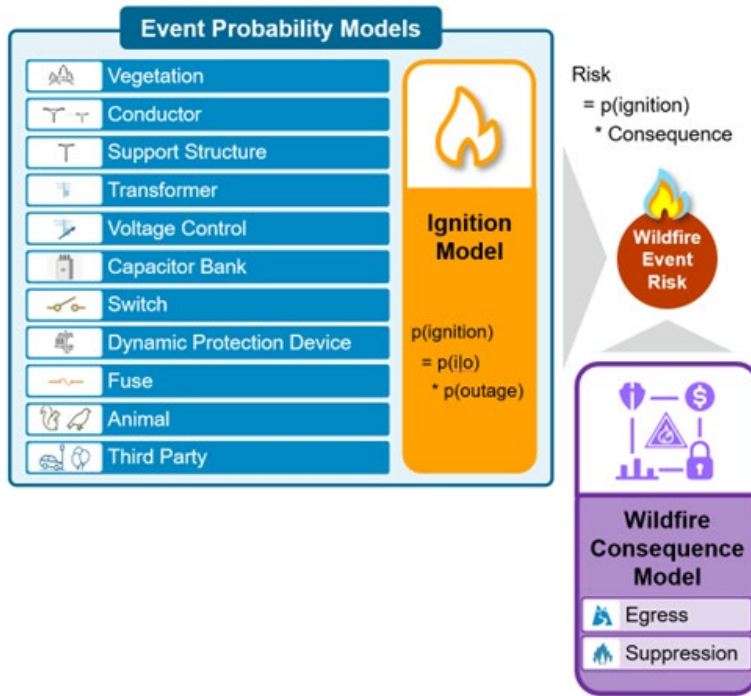 Event Probability Models
Vegetation
Conductor
Support Structure
Transformer
Voltage Control
Capacitor Bank
Switch
Dynamic Protection Device
Fuse
Animal
Third Party
Ignition
Model
p(ignition)
= p(i|o)
* p(outage)
Risk
= p(ignition)
* Consequence
Wildfire
Event
Risk
$
Wildfire
Consequence
Model
Egress
Suppression